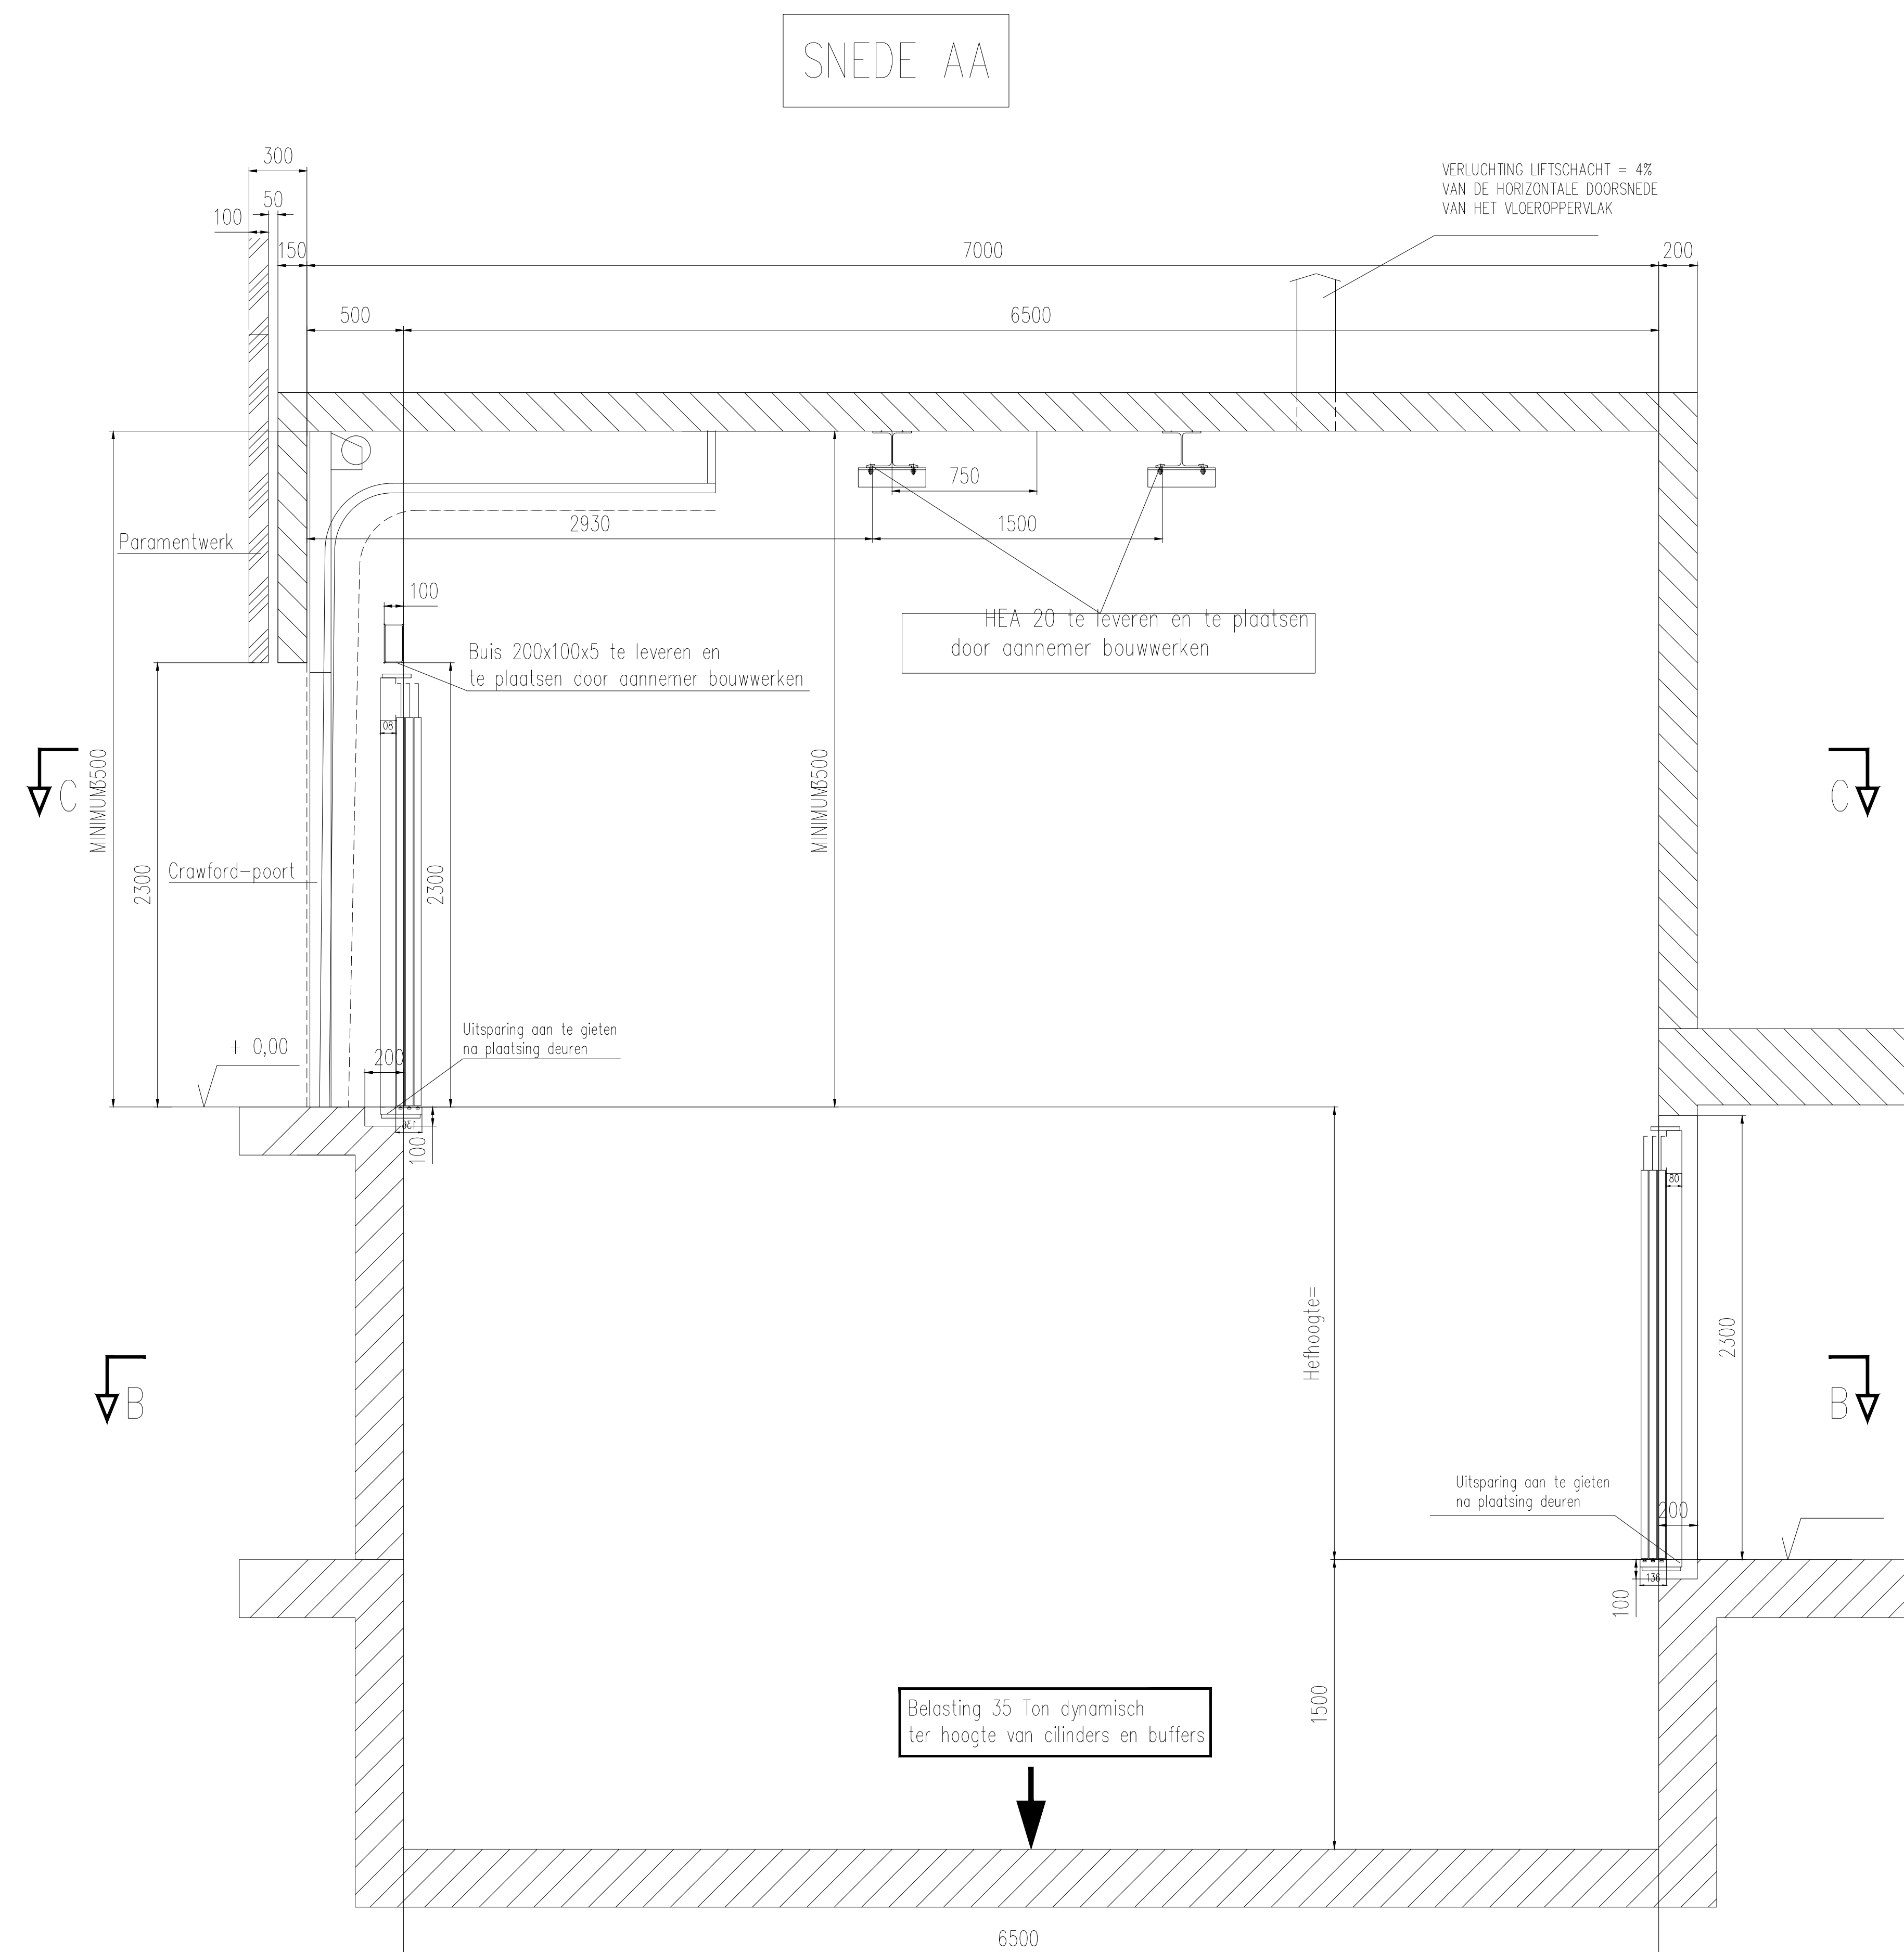 SNEDE AA
300
VERLUCHTING LIFTSCHACHT = 4%
VAN DE HORIZONTALE DOORSNEDE
VAN HET VLOEROPPERVLAK
50
100
150
7000
200
500
6500
750
2930
1500
Paramentwerk
100
HEA 20 te leveren en te plaatsen
door aannemer bouwwerken
Buis 200x100x5 te leveren en
te plaatsen door aannemer bouwwerken
80
C
MINIMUM3500
MINIMUM3500
C
2300
Crawford-poort
2300
Uitsparing aan te gieten
na plaatsing deuren
+ 0,00
200
136
100
80
Hefhoogte=
2300
B
B
Uitsparing aan te gieten
na plaatsing deuren
200
136
100
1500
Belasting 35 Ton dynamisch
ter hoogte van cilinders en buffers
6500